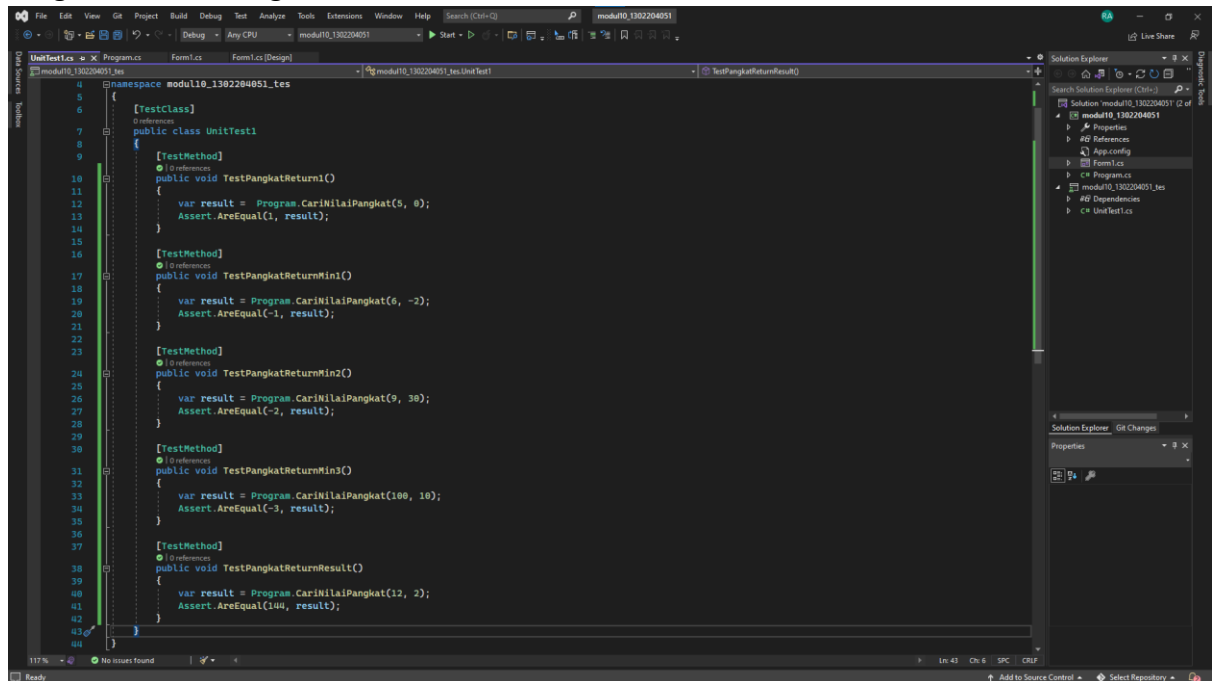 File Edit View Git Project Build Debug Test Analyze Tools Extensions Window Help Search (Ctrl+Q) modul10_1302204051 RA
Debug Any CPU modul10_1302204051 Start Live Share
Data Sources Toolbox
UnitTest1.cs Program.cs Form1.cs Form1.cs [Design]
modul10_1302204051_tes modul10_1302204051_tes.UnitTest1 TestPangkatReturnResult()
4 namespace modul10_1302204051_tes
5 {
6 [TestClass]
0 references
7 public class UnitTest1
8 {
9 [TestMethod]
0 references
10 public void TestPangkatReturn1()
11 {
12 var result = Program.CariNilaiPangkat(5, 0);
13 Assert.AreEqual(1, result);
14 }
15
16 [TestMethod]
0 references
17 public void TestPangkatReturnMin1()
18 {
19 var result = Program.CariNilaiPangkat(6, -2);
20 Assert.AreEqual(-1, result);
21 }
22
23 [TestMethod]
0 references
24 public void TestPangkatReturnMin2()
25 {
26 var result = Program.CariNilaiPangkat(9, 30);
27 Assert.AreEqual(-2, result);
28 }
29
30 [TestMethod]
0 references
31 public void TestPangkatReturnMin3()
32 {
33 var result = Program.CariNilaiPangkat(100, 10);
34 Assert.AreEqual(-3, result);
35 }
36
37 [TestMethod]
0 references
38 public void TestPangkatReturnResult()
39 {
40 var result = Program.CariNilaiPangkat(12, 2);
41 Assert.AreEqual(144, result);
42 }
43 }
44 }
117 % No issues found Ln: 43 Ch: 6 SPC CRLF
Solution Explorer
Search Solution Explorer (Ctrl+;)
Solution 'modul10_1302204051' (2 of
modul10_1302204051
Properties
References
App.config
Form1.cs
C# Program.cs
modul10_1302204051_tes
Dependencies
C# UnitTest1.cs
Solution Explorer Git Changes
Properties
Diagnostic Tools
Ready Add to Source Control Select Repository